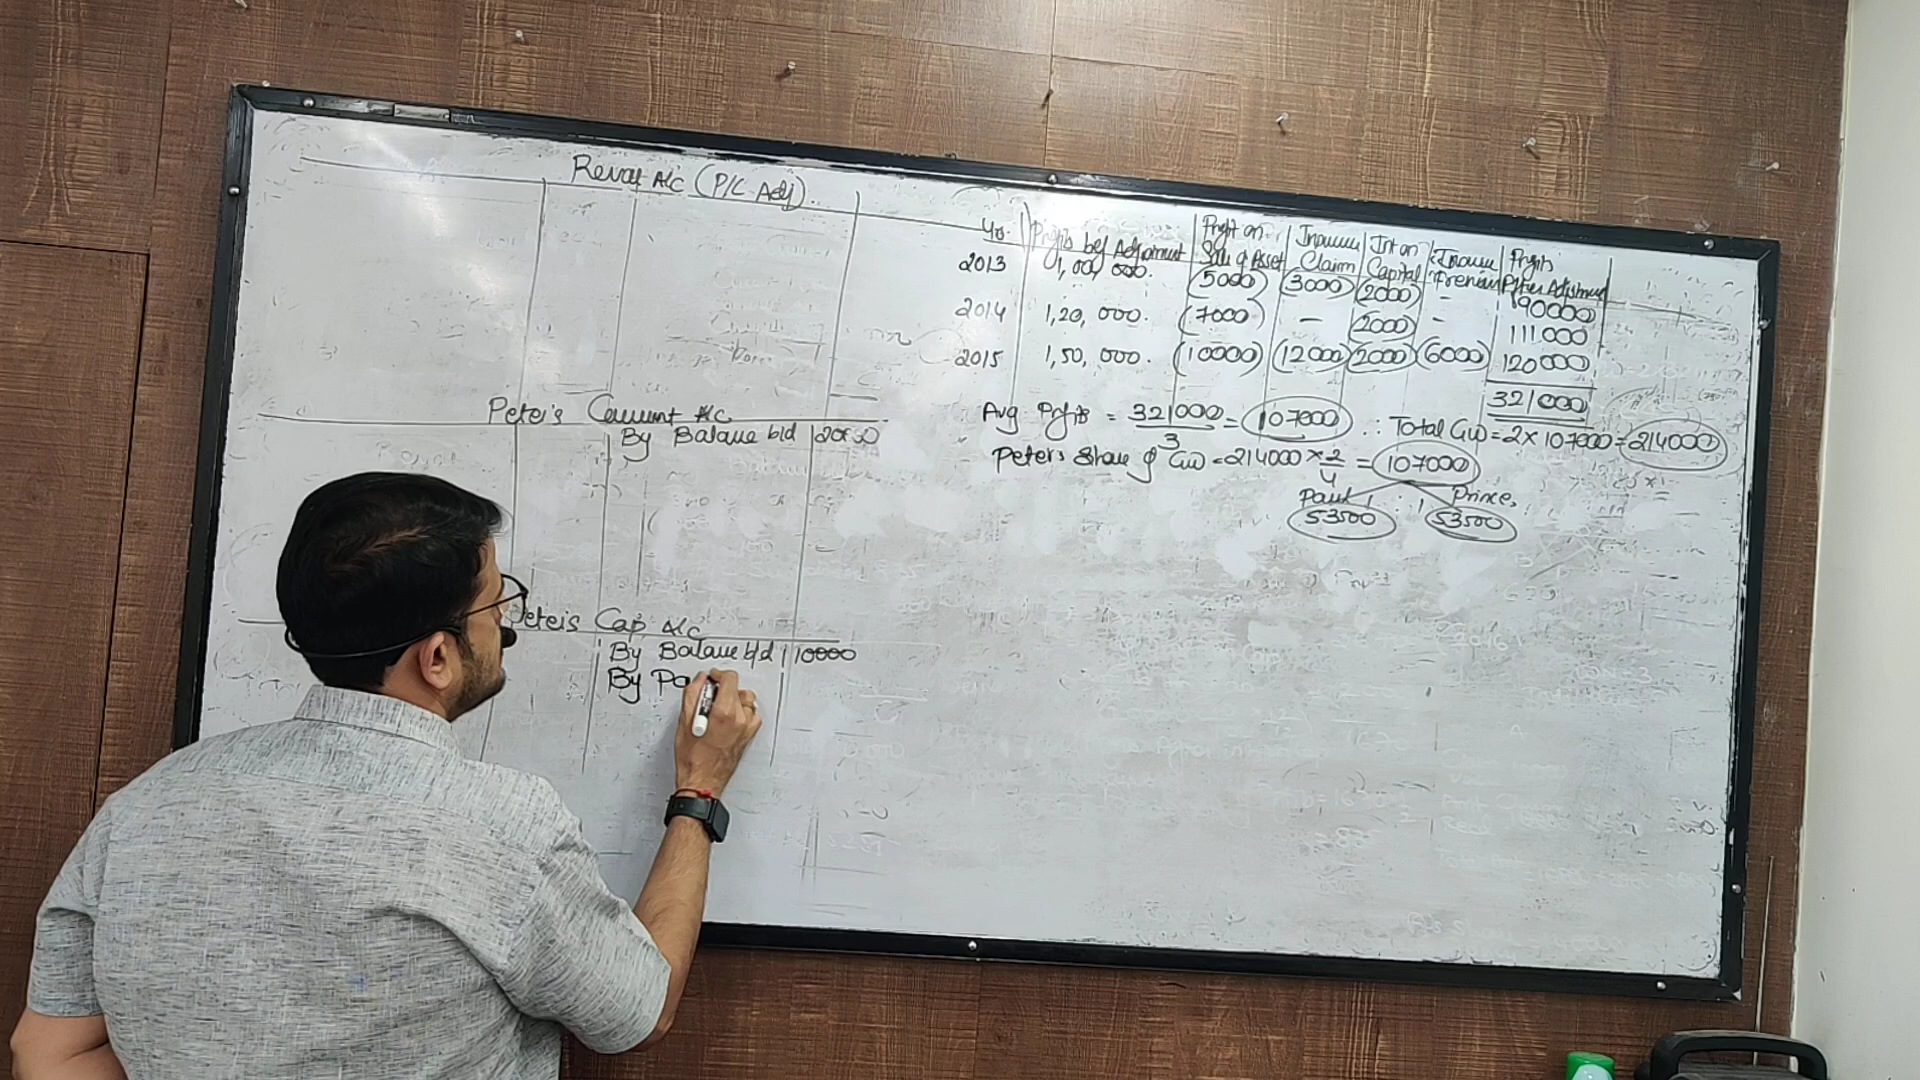 Reval A/c (P/L Adj).
Peter's Current A/c
By Balance b/d
Peter's Cap A/c
By Balance b/d 10000
By Pa
Yr. Profits bef Adjustment Profit on Sale of Asset Insurance Claim Int on Capital Insurance Premium Profits After Adjustment
2013 1,00,000. (5000) (3000) (2000) - 90000
2014 1,20,000. (7000) - (2000) - 111000
2015 1,50,000. (10000) (12000) (2000) (6000) 120000
321000
Avg Profits = 321000/3 = 107000 ∴ Total GW = 2 × 107000 = 214000
Peter's Share of GW = 214000 × 2/4 = 107000
Paul 1 : 1 Prince,
53500 53500